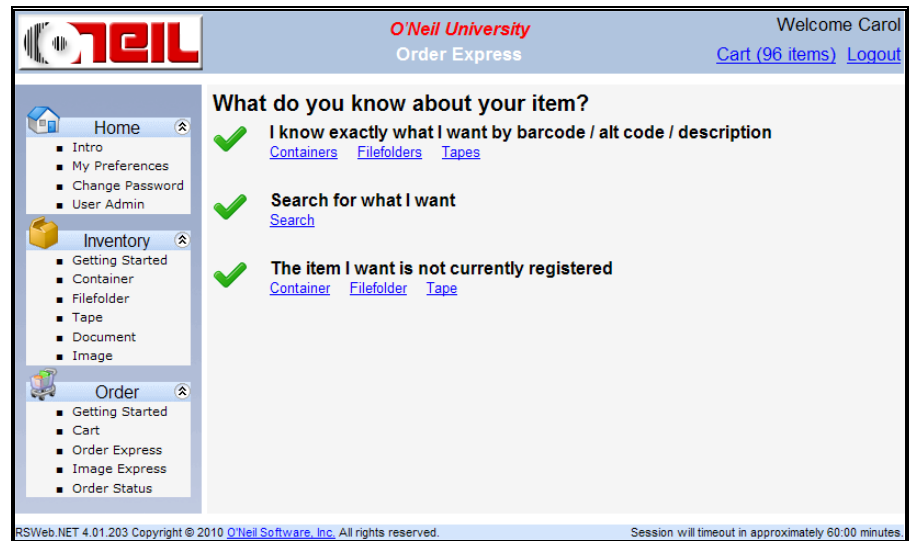 O'NEIL
O'Neil University
Order Express
Welcome Carol
Cart (96 items) Logout
Home
Intro
My Preferences
Change Password
User Admin
Inventory
Getting Started
Container
Filefolder
Tape
Document
Image
Order
Getting Started
Cart
Order Express
Image Express
Order Status
What do you know about your item?
I know exactly what I want by barcode / alt code / description
Containers Filefolders Tapes
Search for what I want
Search
The item I want is not currently registered
Container Filefolder Tape
RSWeb.NET 4.01.203 Copyright © 2010 O'Neil Software, Inc. All rights reserved.
Session will timeout in approximately 60:00 minutes.